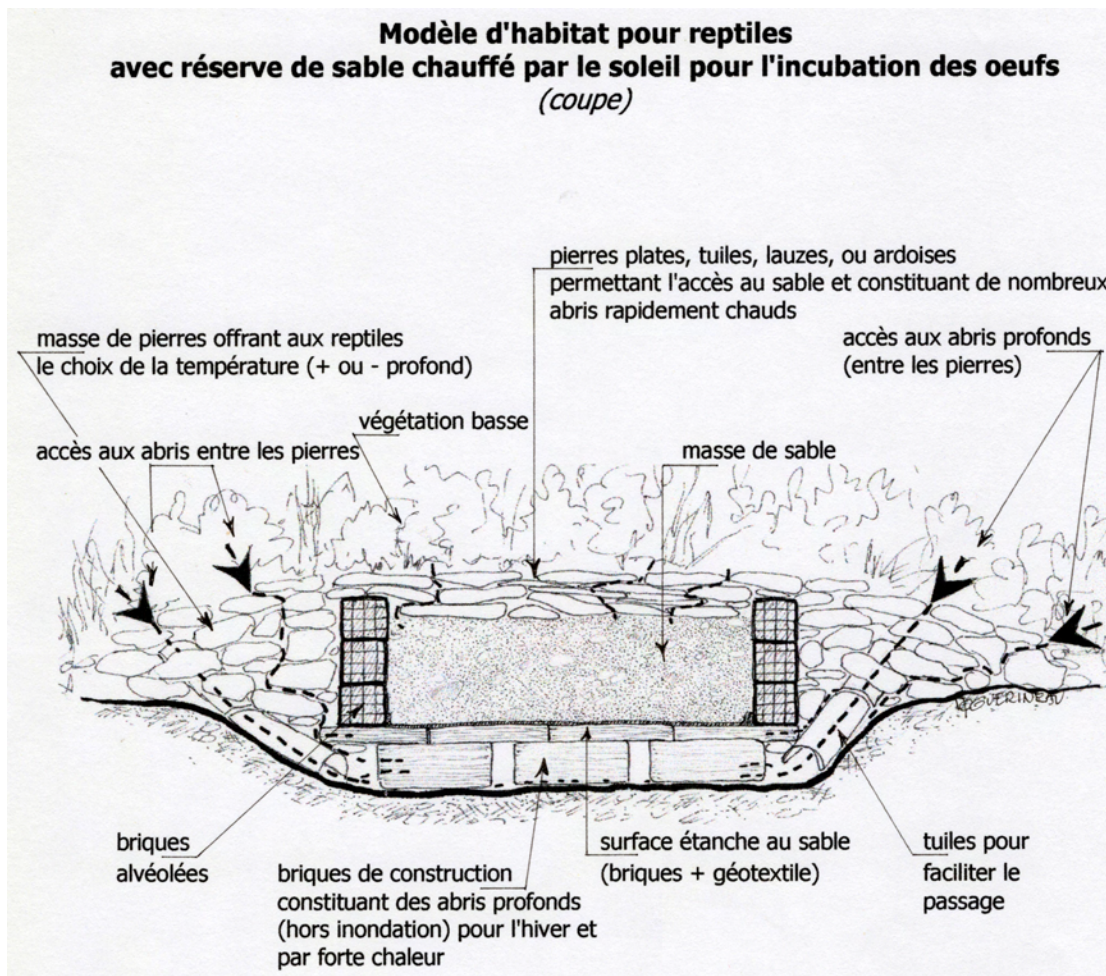 Modèle d'habitat pour reptiles
avec réserve de sable chauffé par le soleil pour l'incubation des oeufs
(coupe)
pierres plates, tuiles, lauzes, ou ardoises
permettant l'accès au sable et constituant de nombreux
abris rapidement chauds
masse de pierres offrant aux reptiles
le choix de la température (+ ou - profond)
accès aux abris profonds
(entre les pierres)
végétation basse
accès aux abris entre les pierres
masse de sable
GUERINEAU
briques
alvéolées
briques de construction
constituant des abris profonds
(hors inondation) pour l'hiver et
par forte chaleur
surface étanche au sable
(briques + géotextile)
tuiles pour
faciliter le
passage